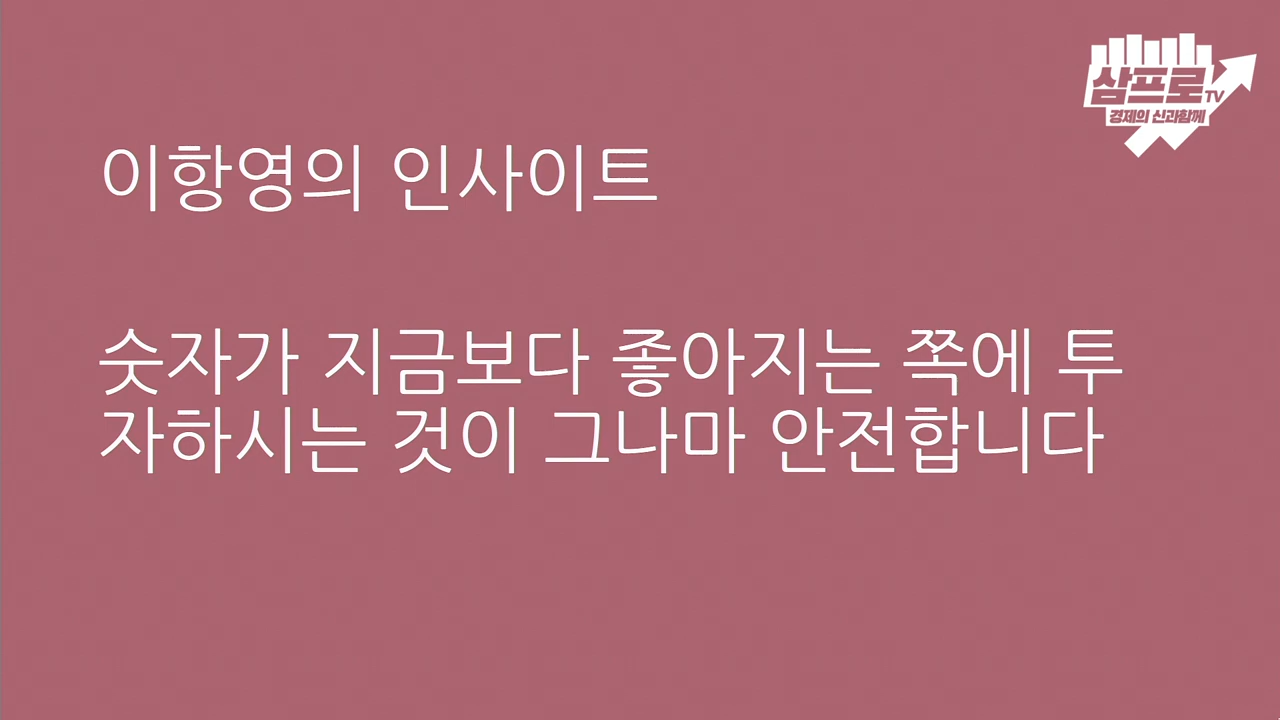 삼프로TV
경제의 신과함께
이항영의 인사이트
숫자가 지금보다 좋아지는 쪽에 투
자하시는 것이 그나마 안전합니다